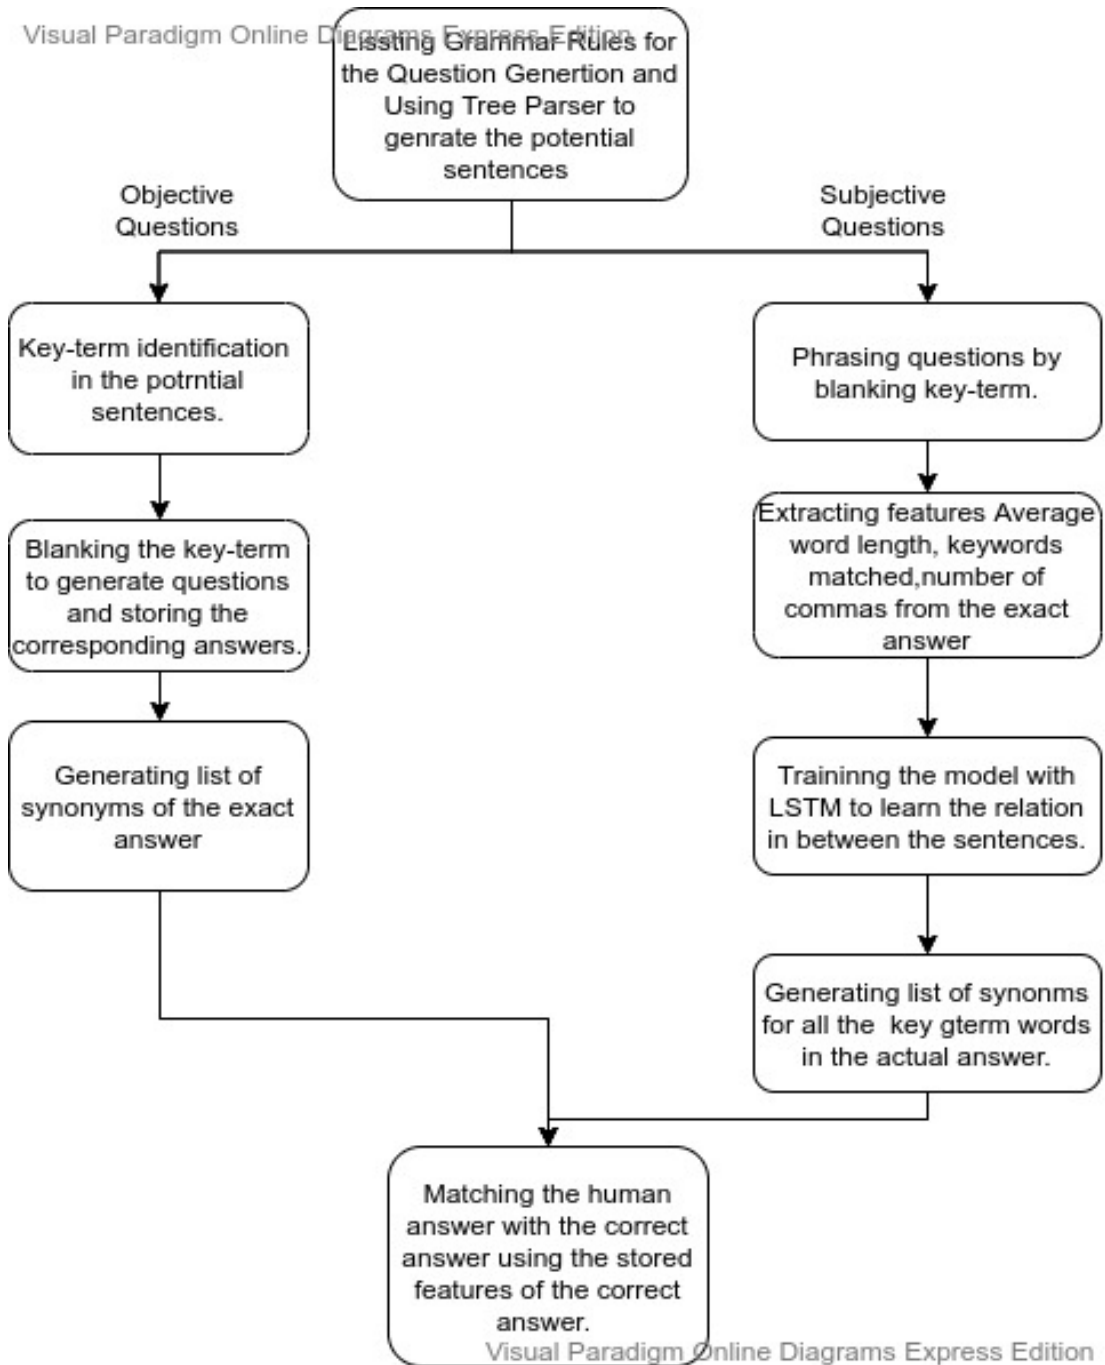 Visual Paradigm Online Diagrams Express Edition
Lissting Grammar Rules for
the Question Genertion and
Using Tree Parser to
genrate the potential
sentences
Objective
Questions
Subjective
Questions
Key-term identification
in the potrntial
sentences.
Blanking the key-term
to generate questions
and storing the
corresponding answers.
Generating list of
synonyms of the exact
answer
Phrasing questions by
blanking key-term.
Extracting features Average
word length, keywords
matched,number of
commas from the exact
answer
Traininng the model with
LSTM to learn the relation
in between the sentences.
Generating list of synonms
for all the key gterm words
in the actual answer.
Matching the human
answer with the correct
answer using the stored
features of the correct
answer.
Visual Paradigm Online Diagrams Express Edition